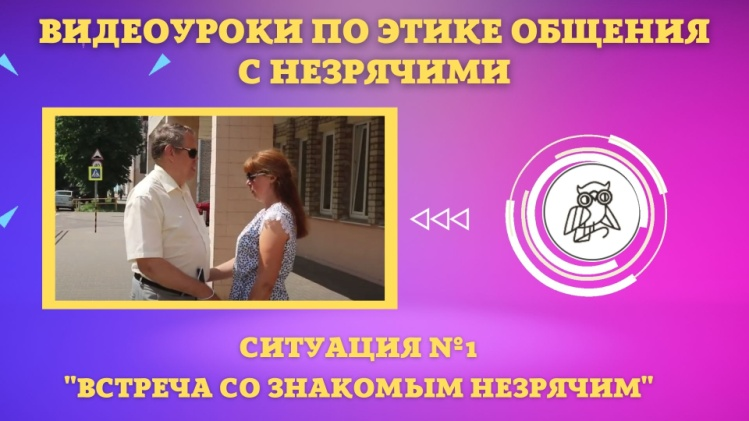 ВИДЕОУРОКИ ПО ЭТИКЕ ОБЩЕНИЯ
С НЕЗРЯЧИМИ
СИТУАЦИЯ №1
"ВСТРЕЧА СО ЗНАКОМЫМ НЕЗРЯЧИМ"